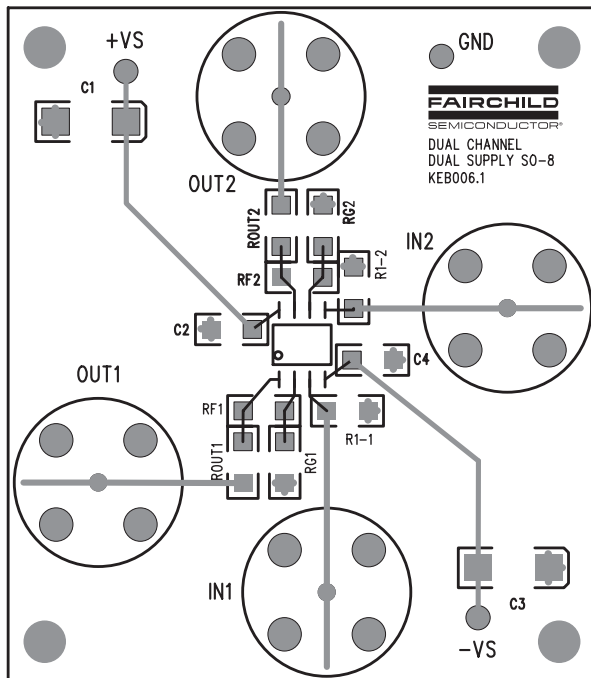 +VS
GND
C1
FAIRCHILD
SEMICONDUCTOR®
DUAL CHANNEL
DUAL SUPPLY SO-8
KEB006.1
OUT2
ROUT2
RG2
IN2
RF2
R1-2
C2
C4
OUT1
RF1
ROUT1
RG1
R1-1
IN1
C3
-VS